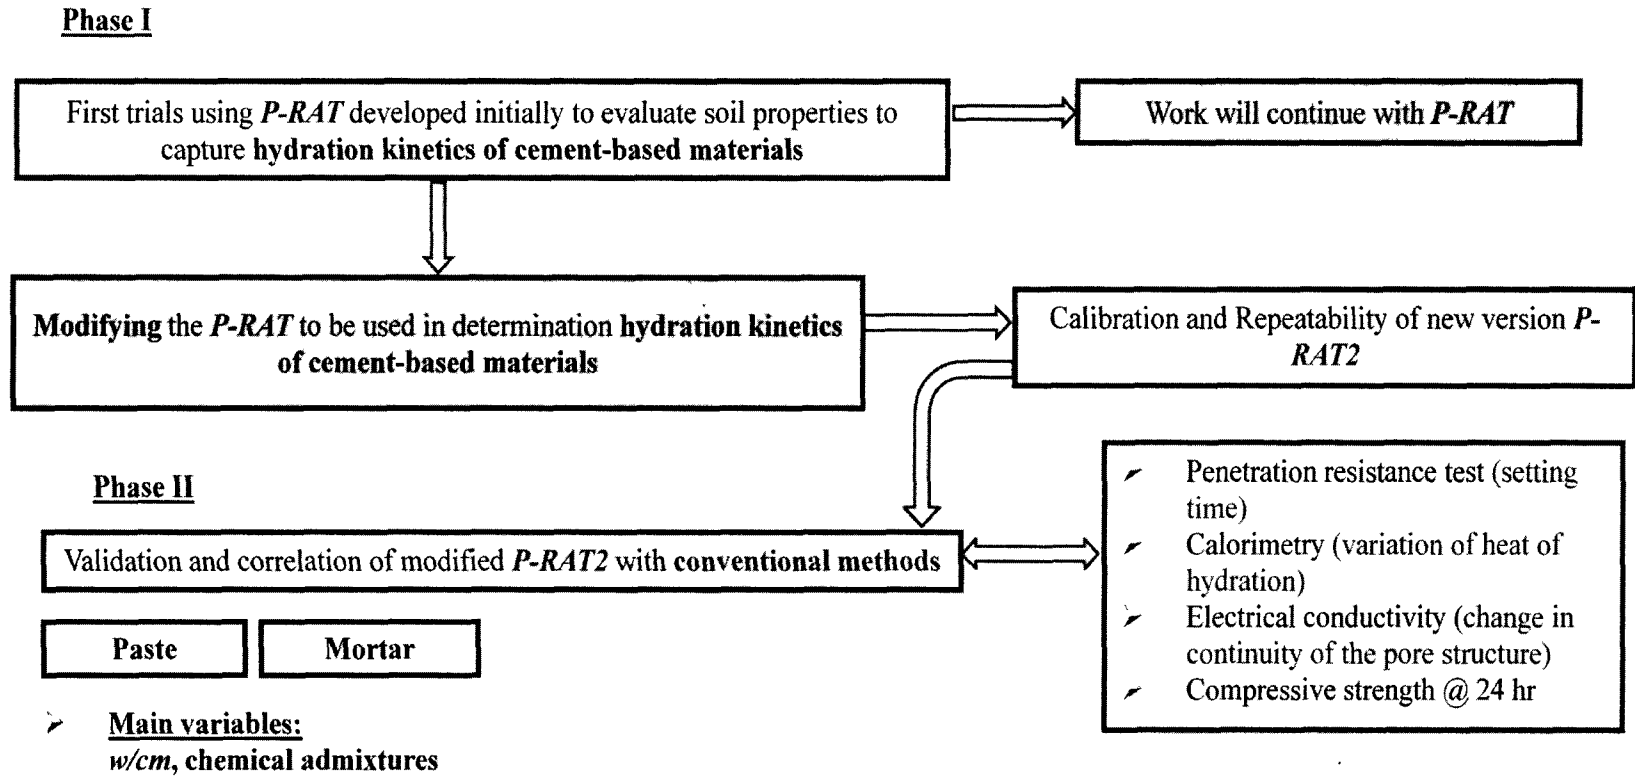 Phase I
First trials using P-RAT developed initially to evaluate soil properties to
capture hydration kinetics of cement-based materials
Work will continue with P-RAT
Modifying the P-RAT to be used in determination hydration kinetics
of cement-based materials
Calibration and Repeatability of new version P-
RAT2
Phase II
Validation and correlation of modified P-RAT2 with conventional methods
➢ Penetration resistance test (setting
time)
➢ Calorimetry (variation of heat of
hydration)
➢ Electrical conductivity (change in
continuity of the pore structure)
➢ Compressive strength @ 24 hr
Paste
Mortar
➢ Main variables:
w/cm, chemical admixtures